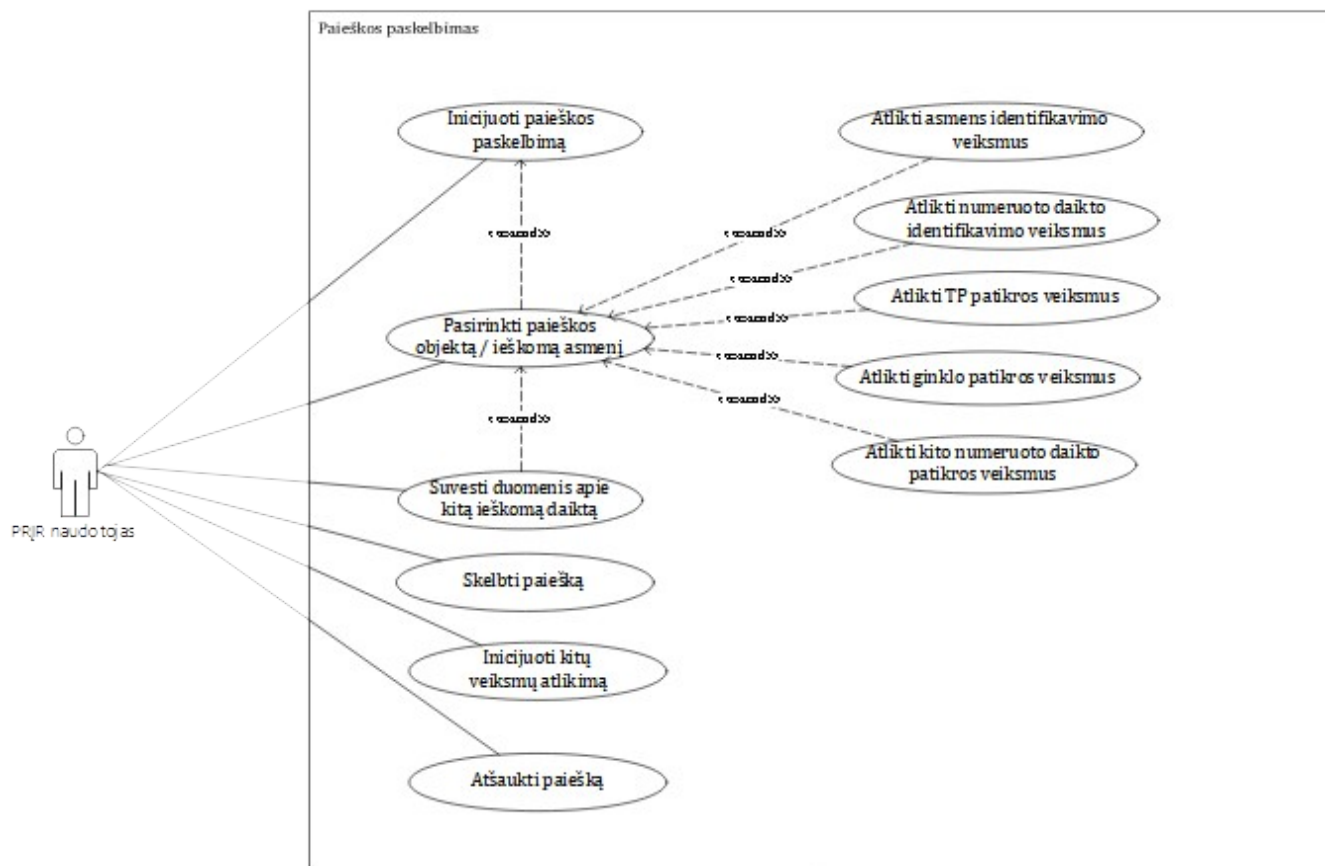 Paieškos paskelbimas
Inicijuoti paieškos
paskelbimą
Atlikti asmens identifikavimo
veiksmus
Atlikti numeruoto daikto
identifikavimo veiksmus
Atlikti TP patikros veiksmus
Pasirinkti paieškos
objektą / ieškomą asmenį
Atlikti ginklo patikros veiksmus
Atlikti kito numeruoto daikto
patikros veiksmus
Suvesti duomenis apie
kitą ieškomą daiktą
PRĮR naudotojas
Skelbti paiešką
Inicijuoti kitų
veiksmų atlikimą
Atšaukti paiešką